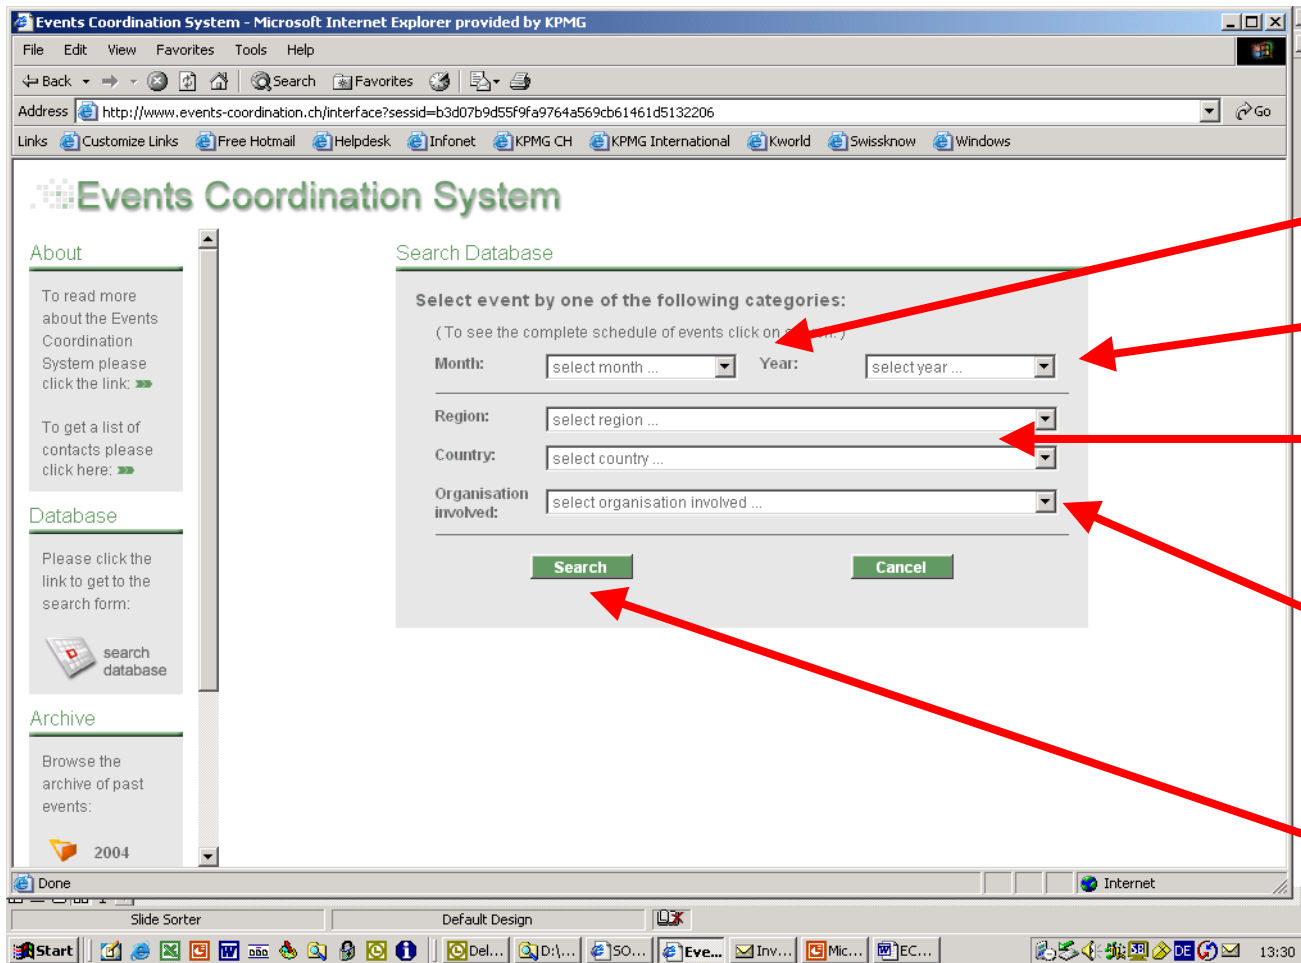 Events Coordination System - Microsoft Internet Explorer provided by KPMG
File Edit View Favorites Tools Help
Back Search Favorites
Address http://www.events-coordination.ch/interface?sessid=b3d07b9d55f9fa9764a569cb61461d5132206 Go
Links Customize Links Free Hotmail Helpdesk Infonet KPMG CH KPMG International Kworld Swissknow Windows
Events Coordination System
About
To read more
about the Events
Coordination
System please
click the link:
To get a list of
contacts please
click here:
Database
Please click the
link to get to the
search form:
search
database
Archive
Browse the
archive of past
events:
2004
Search Database
Select event by one of the following categories:
(To see the complete schedule of events click on
Month: select month ... Year: select year ...
Region: select region ...
Country: select country ...
Organisation
involved: select organisation involved ...
Search Cancel
Done Internet
Slide Sorter Default Design
Start Del... D:\... SO... Eve... Inv... Mic... EC... DE 13:30